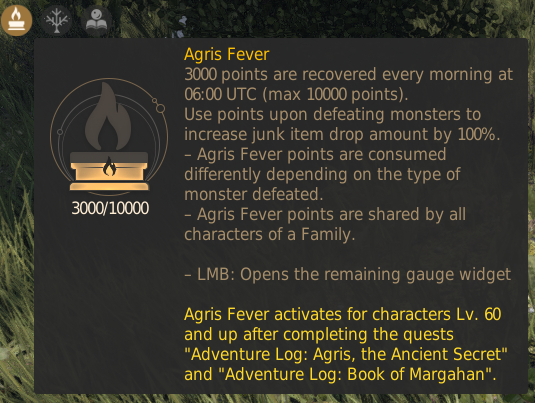 Agris Fever
3000 points are recovered every morning at
06:00 UTC (max 10000 points).
Use points upon defeating monsters to
increase junk item drop amount by 100%.
– Agris Fever points are consumed
differently depending on the type of
monster defeated.
– Agris Fever points are shared by all
characters of a Family.
3000/10000
– LMB: Opens the remaining gauge widget
Agris Fever activates for characters Lv. 60
and up after completing the quests
"Adventure Log: Agris, the Ancient Secret"
and "Adventure Log: Book of Margahan".